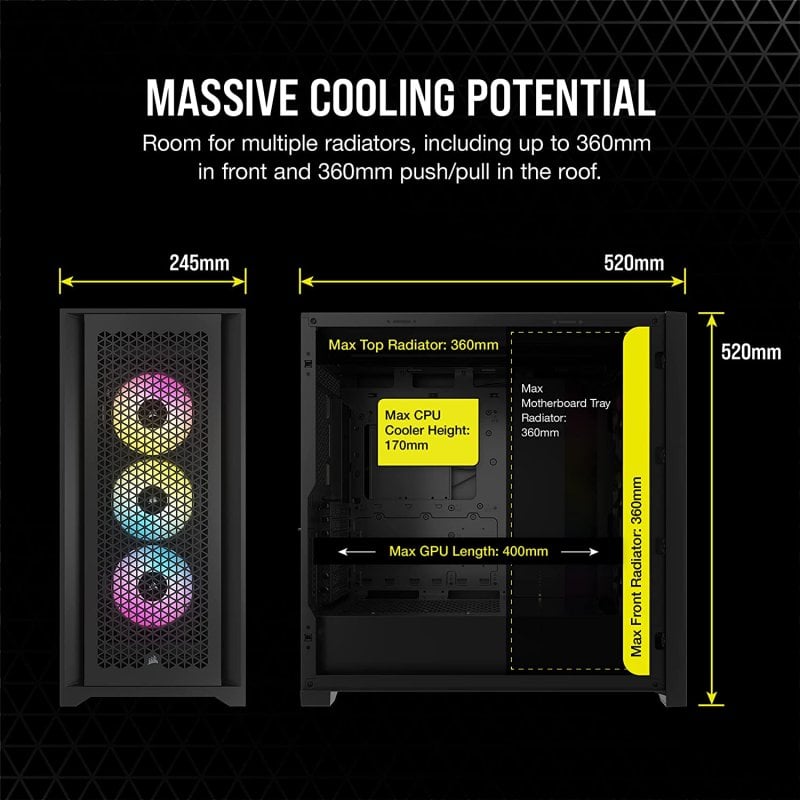 MASSIVE COOLING POTENTIAL
Room for multiple radiators, including up to 360mm
in front and 360mm push/pull in the roof.
245mm
520mm
520mm
Max Top Radiator: 360mm
Max
Motherboard Tray
Radiator:
360mm
Max CPU
Cooler Height:
170mm
Max GPU Length: 400mm
Max Front Radiator: 360mm